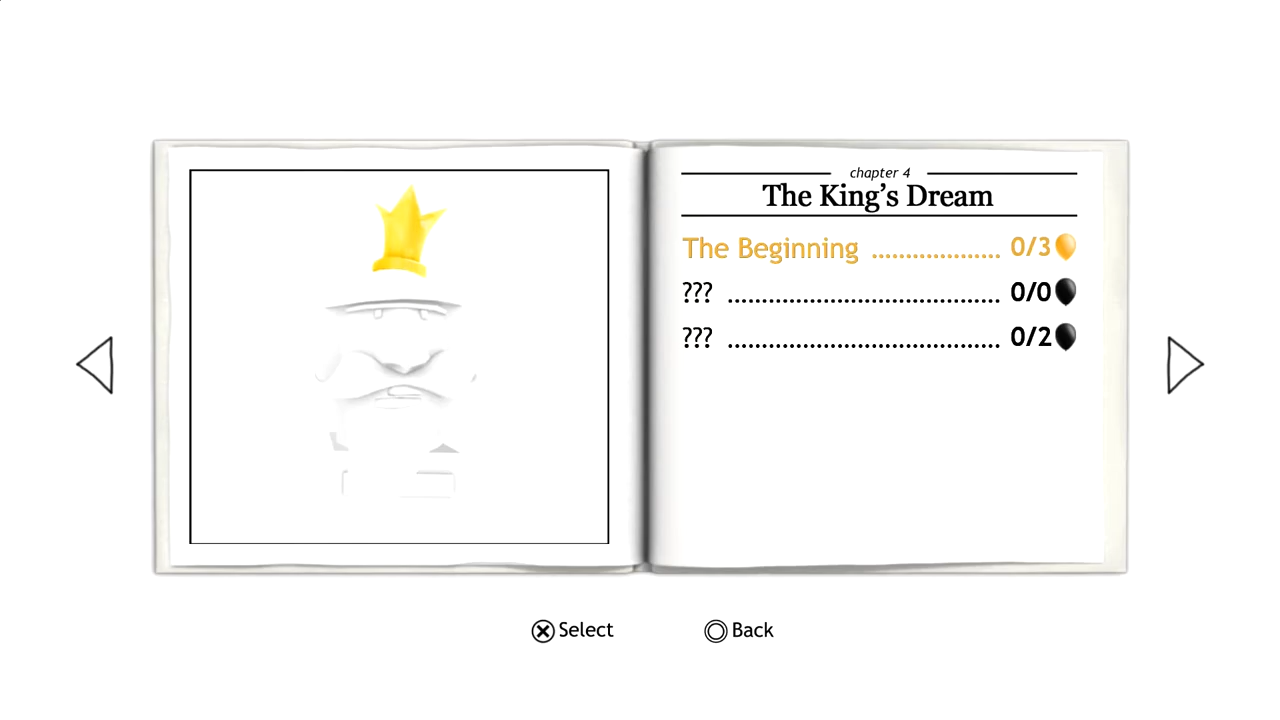 chapter 4
The King's Dream
The Beginning ................... 0/3
??? ........................................ 0/0
??? ........................................ 0/2
Select Back